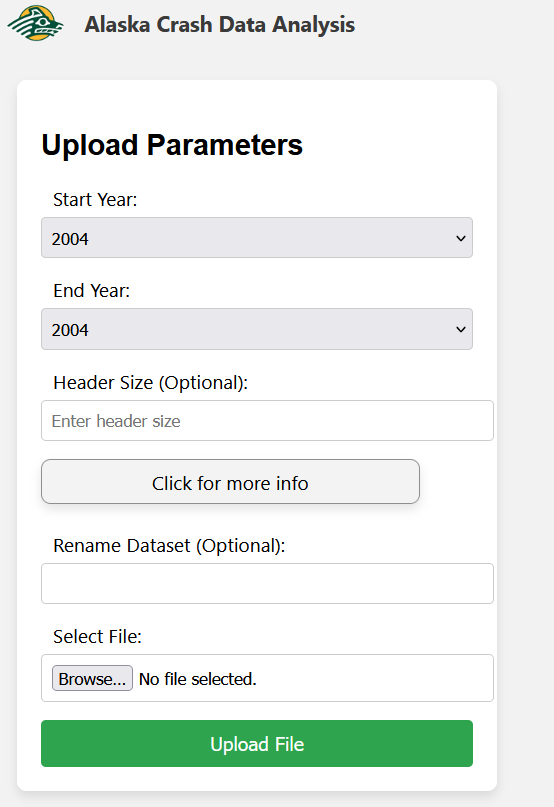 Alaska Crash Data Analysis
Upload Parameters
Start Year:
2004
End Year:
2004
Header Size (Optional):
Enter header size
Click for more info
Rename Dataset (Optional):
Select File:
Browse... No file selected.
Upload File